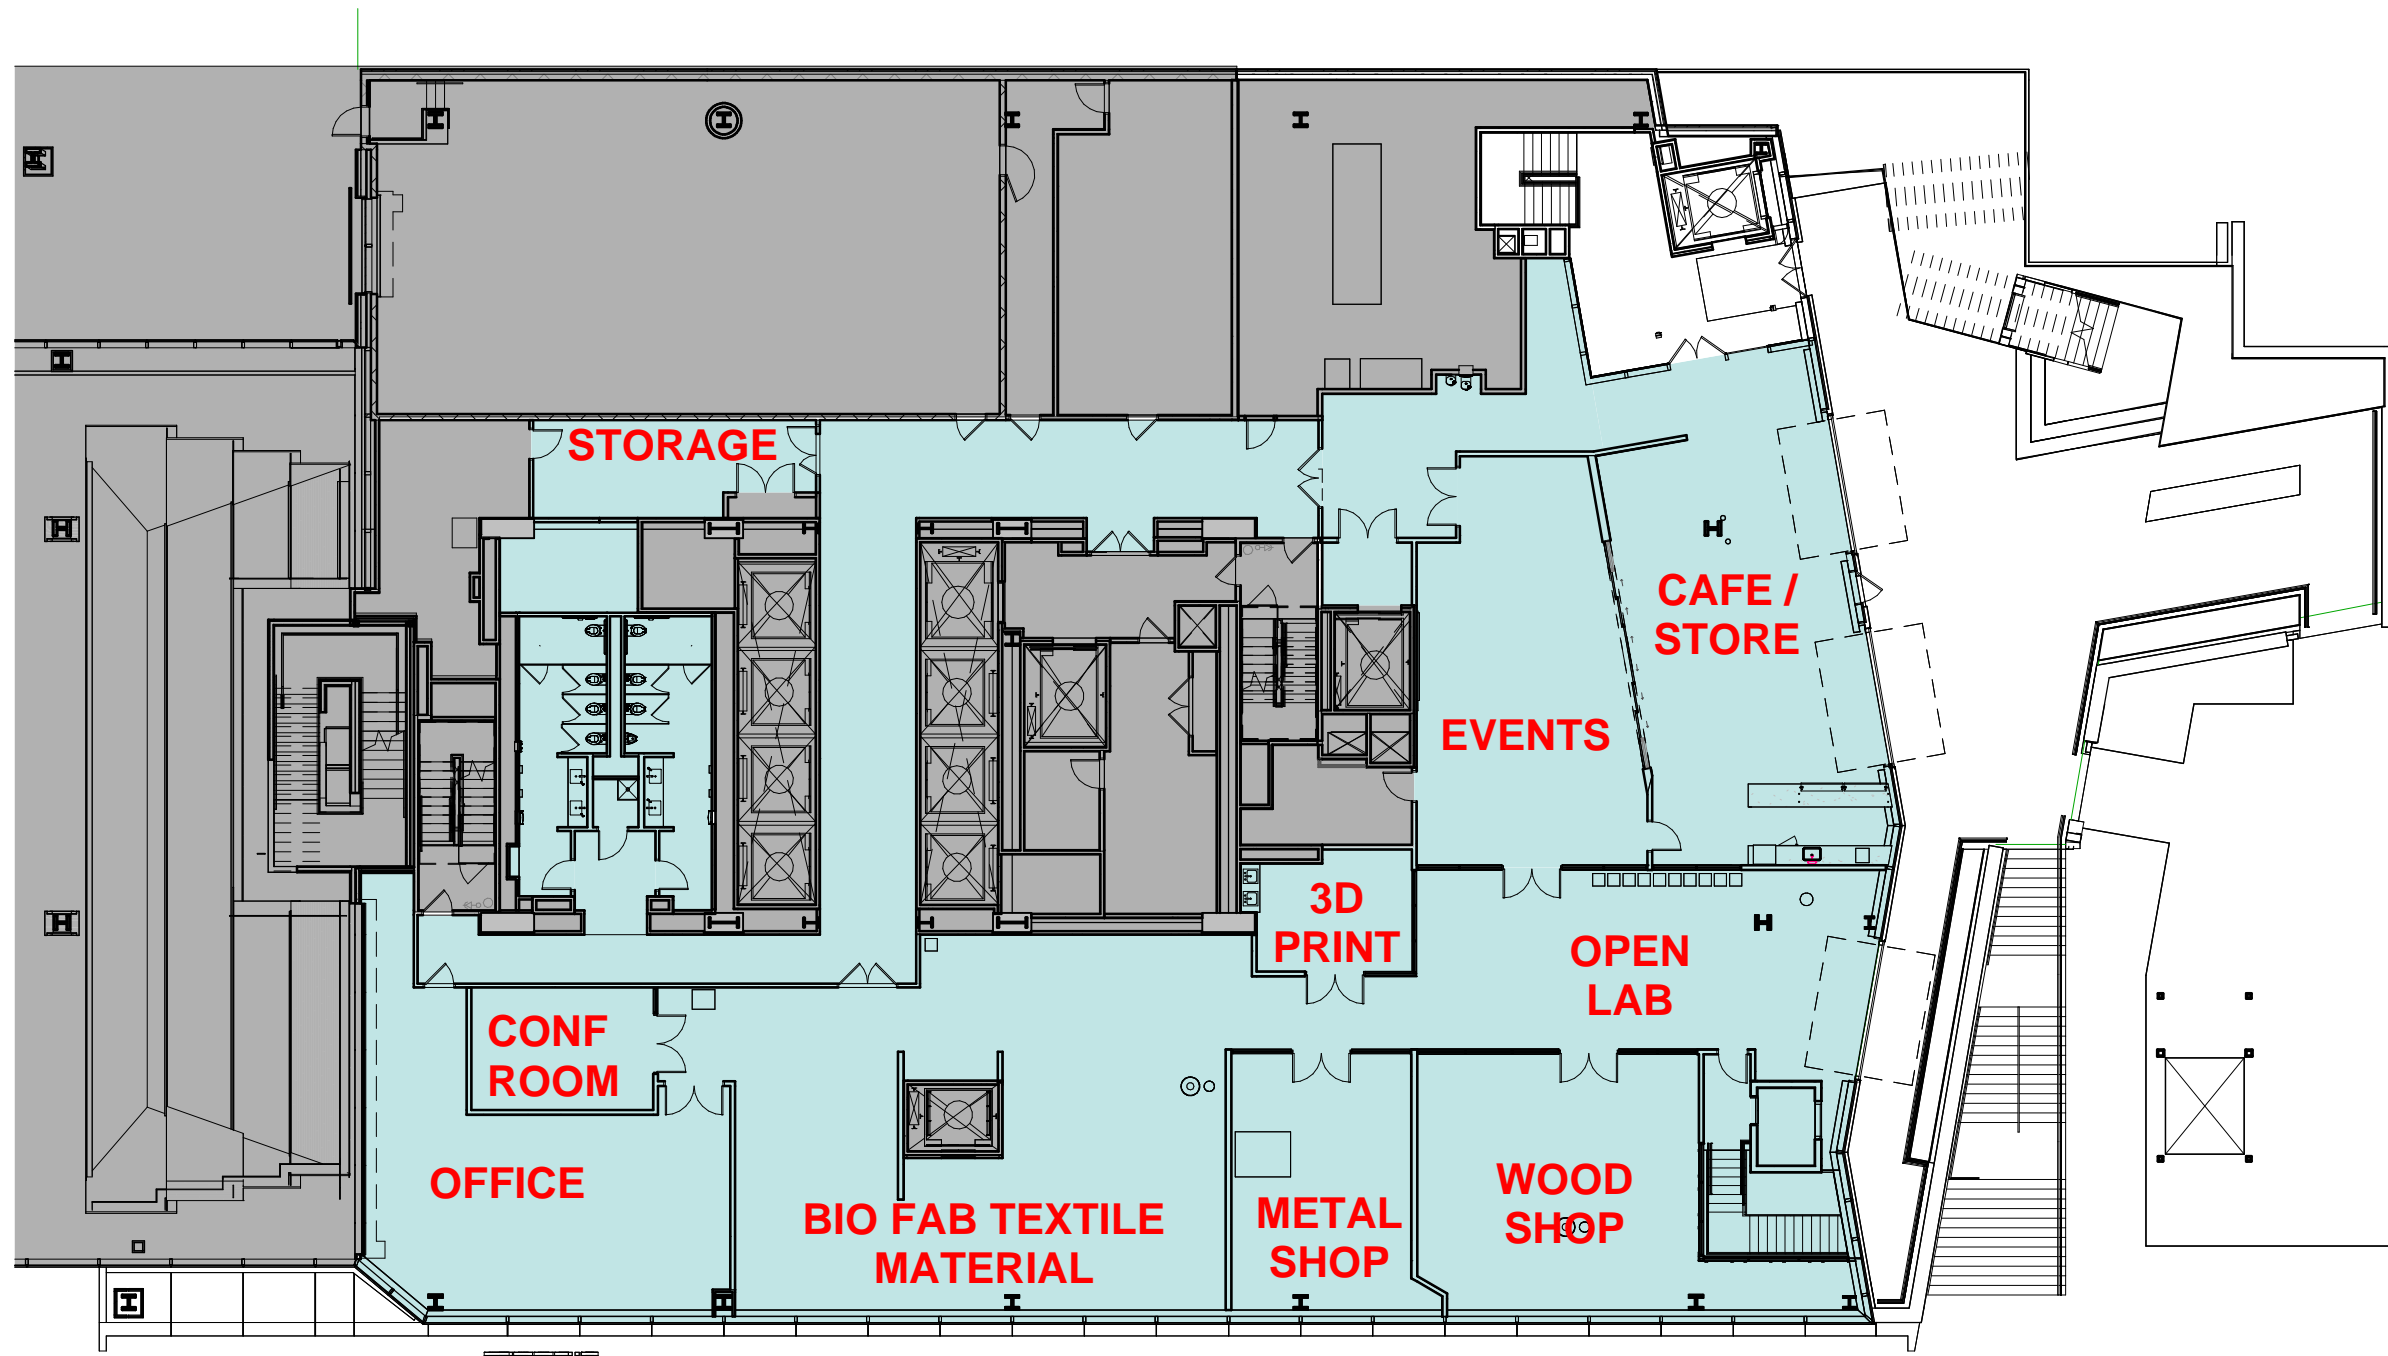 STORAGE
CAFE /
STORE
EVENTS
3D
PRINT
OPEN
LAB
CONF
ROOM
OFFICE
BIO FAB TEXTILE
MATERIAL
METAL
SHOP
WOOD
SHOP